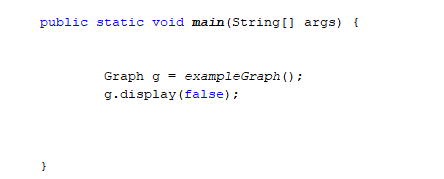 public static void main(String[] args) {
Graph g = exampleGraph();
g.display(false);
}